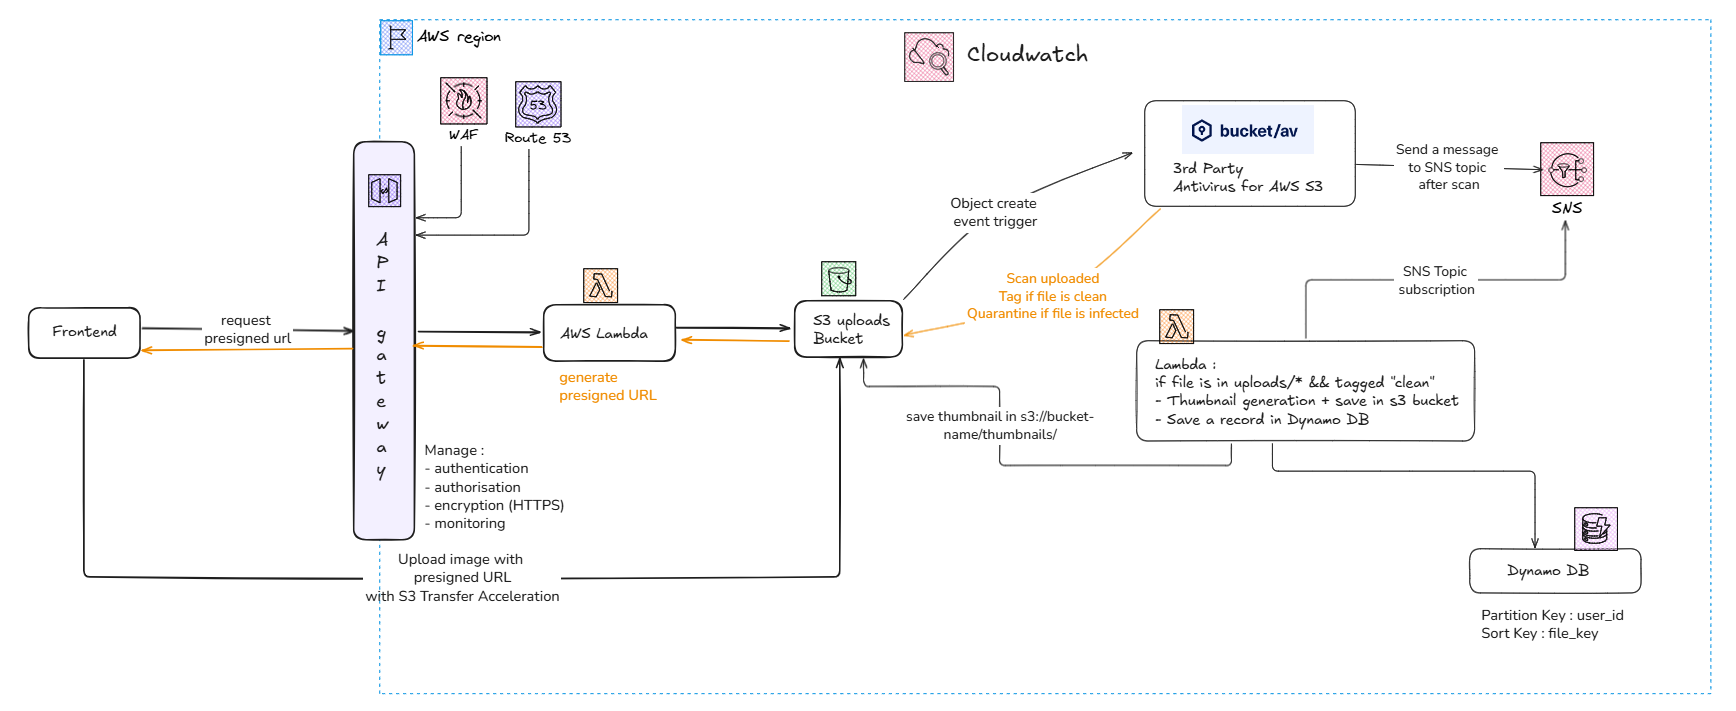 AWS region
Cloudwatch
WAF
53
Route 53
bucket/av
3rd Party
Antivirus for AWS S3
Send a message
to SNS topic
after scan
SNS
Object create
event trigger
Scan uploaded
Tag if file is clean
Quarantine if file is infected
SNS Topic
subscription
API gateway
Frontend
request
presigned url
AWS Lambda
generate
presigned URL
S3 uploads
Bucket
Lambda :
if file is in uploads/* && tagged "clean"
- Thumbnail generation + save in s3 bucket
- Save a record in Dynamo DB
save thumbnail in s3://bucket-
name/thumbnails/
Manage :
- authentication
- authorisation
- encryption (HTTPS)
- monitoring
Upload image with
presigned URL
with S3 Transfer Acceleration
Dynamo DB
Partition Key : user_id
Sort Key : file_key